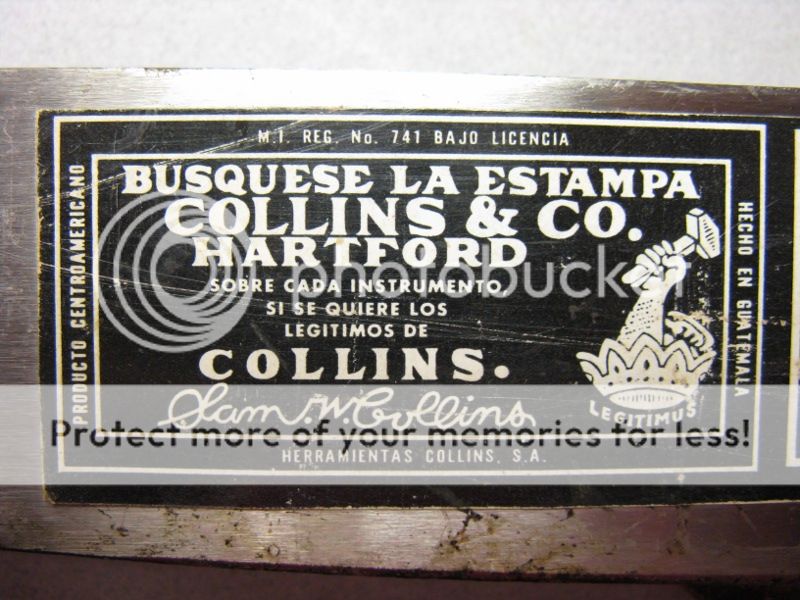 M.I. REG. No. 741 BAJO LICENCIA
PRODUCTO CENTROAMERICANO
BUSQUESE LA ESTAMPA
COLLINS & CO.
HARTFORD
SOBRE CADA INSTRUMENTO,
SI SE QUIERE LOS
LEGITIMOS DE
COLLINS.
Sam. W. Collins
LEGITIMUS
HECHO EN GUATEMALA
HERRAMIENTAS COLLINS, S.A.
photobucket
Protect more of your memories for less!